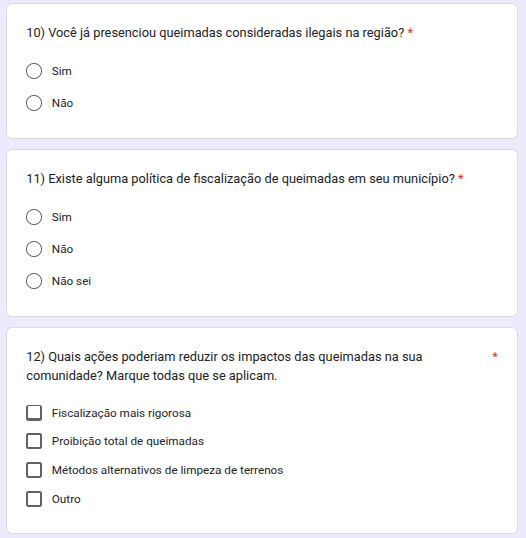 10) Você já presenciou queimadas consideradas ilegais na região? *
Sim
Não
11) Existe alguma política de fiscalização de queimadas em seu município? *
Sim
Não
Não sei
12) Quais ações poderiam reduzir os impactos das queimadas na sua *
comunidade? Marque todas que se aplicam.
Fiscalização mais rigorosa
Proibição total de queimadas
Métodos alternativos de limpeza de terrenos
Outro